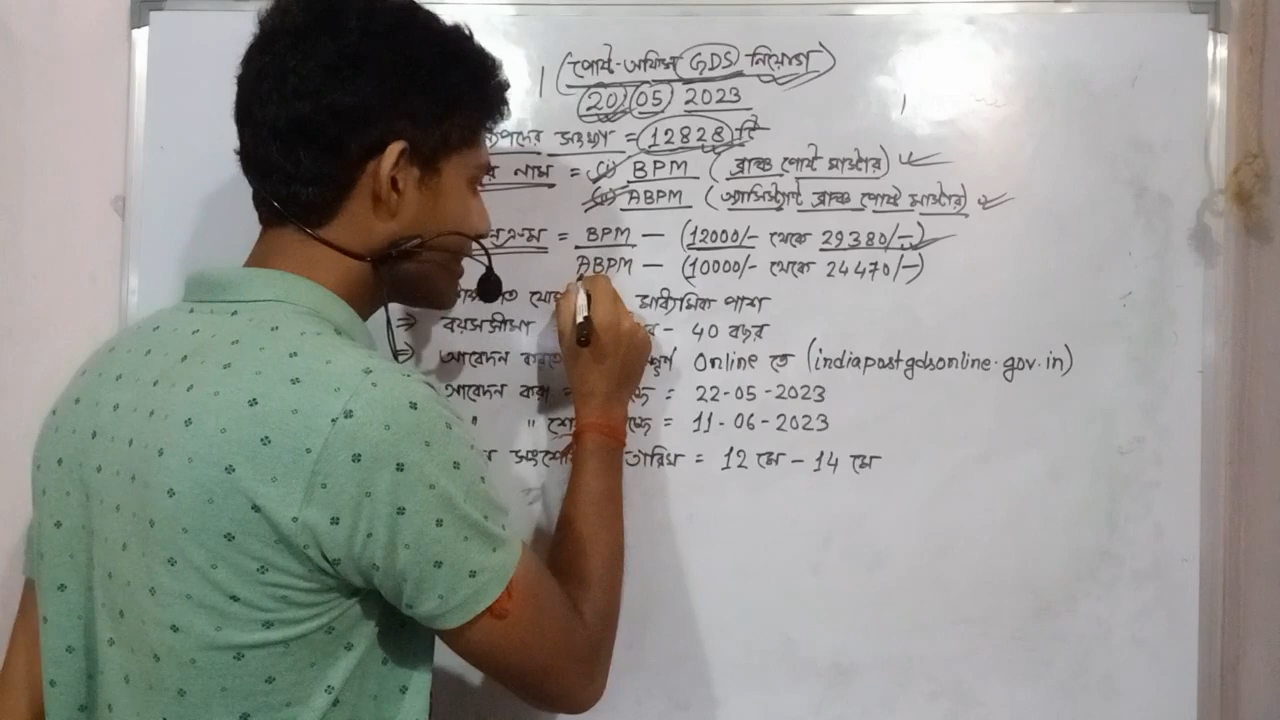 (পোস্ট-অফিস GDS নিয়োগ)
20/05 2023
পদের সংখ্যা = 12828 টি
র নাম = (i) BPM (ব্রাঞ্চ পোস্ট মাস্টার)
(ii) ABPM (অ্যাসিস্ট্যান্ট ব্রাঞ্চ পোস্ট মাস্টার)
= BPM — (12000/- থেকে 29380/-)
ABPM — (10000/- থেকে 24470/-)
মাধ্যমিক পাশ
⇒ বয়সসীমা র - 40 বছর
⇒ আবেদন করতে Online তে (indiapostgdsonline.gov.in)
আবেদন = 22-05-2023
" " = 11-06-2023
তারিখ = 12 মে - 14 মে